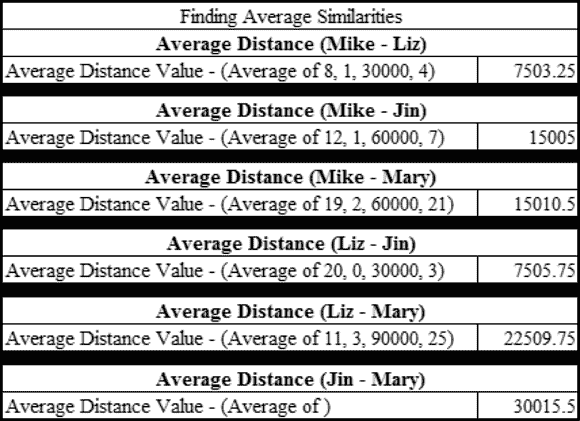 Finding Average Similarities
Average Distance (Mike - Liz)
Average Distance Value - (Average of 8, 1, 30000, 4) 7503.25
Average Distance (Mike - Jin)
Average Distance Value - (Average of 12, 1, 60000, 7) 15005
Average Distance (Mike - Mary)
Average Distance Value - (Average of 19, 2, 60000, 21) 15010.5
Average Distance (Liz - Jin)
Average Distance Value - (Average of 20, 0, 30000, 3) 7505.75
Average Distance (Liz - Mary)
Average Distance Value - (Average of 11, 3, 90000, 25) 22509.75
Average Distance (Jin - Mary)
Average Distance Value - (Average of ) 30015.5